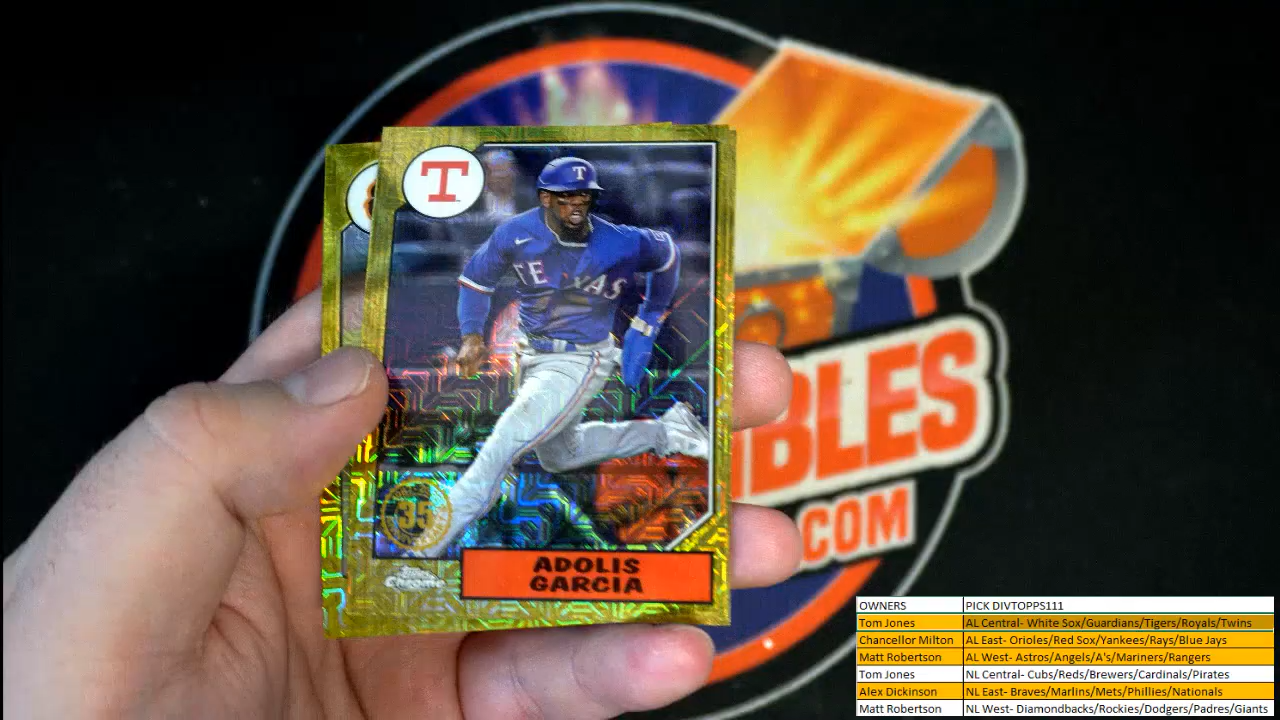 T
T
TEXAS
35
Topps
Chrome
ADOLIS
GARCIA
BLES
.COM
OWNERS PICK DIVTOPPS111
Tom Jones AL Central- White Sox/Guardians/Tigers/Royals/Twins
Chancellor Milton AL East- Orioles/Red Sox/Yankees/Rays/Blue Jays
Matt Robertson AL West- Astros/Angels/A's/Mariners/Rangers
Tom Jones NL Central- Cubs/Reds/Brewers/Cardinals/Pirates
Alex Dickinson NL East- Braves/Marlins/Mets/Phillies/Nationals
Matt Robertson NL West- Diamondbacks/Rockies/Dodgers/Padres/Giants